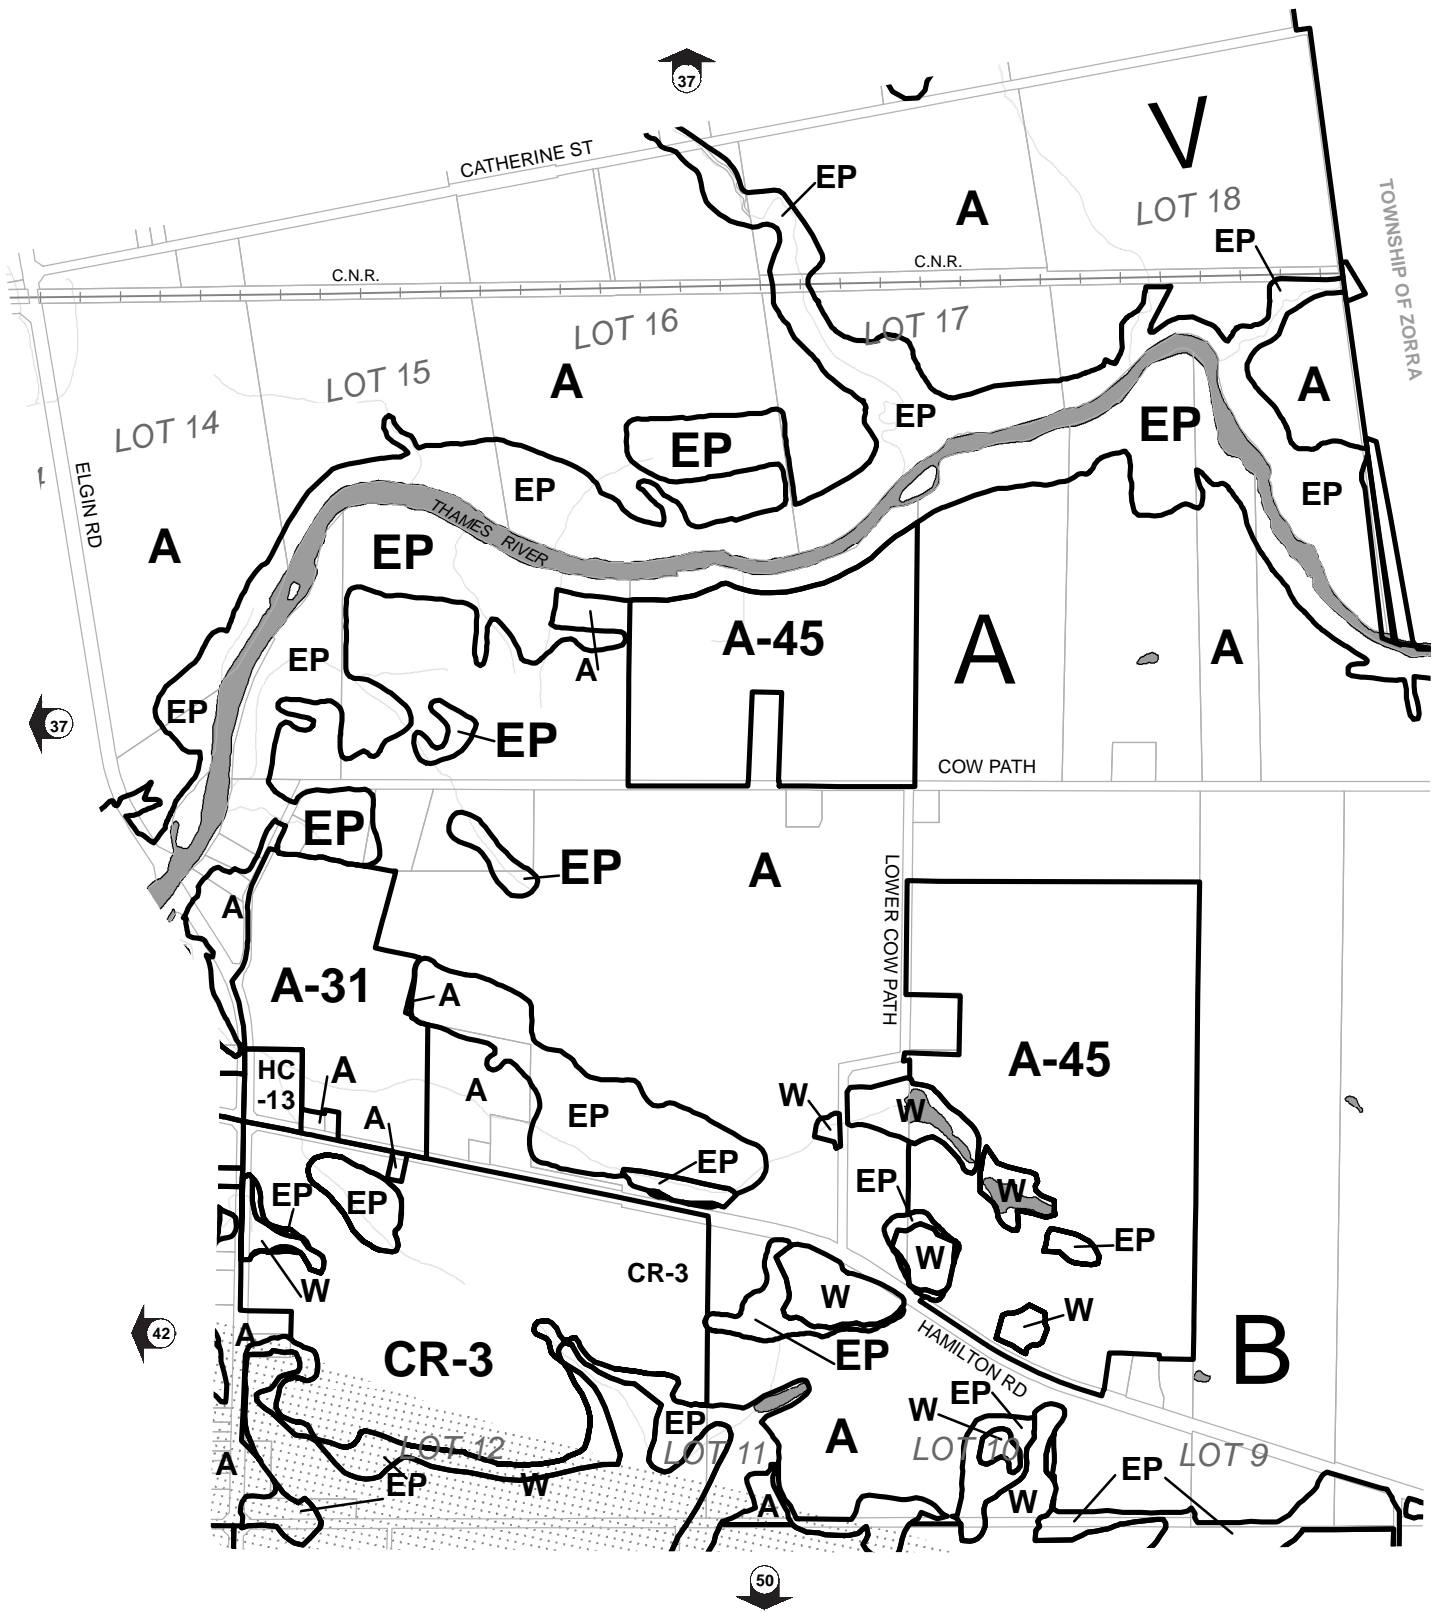 37
CATHERINE ST
EP
V
A
LOT 18
TOWNSHIP OF ZORRA
EP
C.N.R.
C.N.R.
LOT 16
LOT 17
LOT 15
A
A
LOT 14
EP
EP
EP
ELGIN RD
EP
EP
THAMES RIVER
A
EP
A-45
A
A
EP
A
EP
37
EP
COW PATH
EP
EP
A
LOWER COW PATH
A
A-31
A
A-45
HC
-13
A
A
W
W
A
EP
EP
EP
W
EP
EP
EP
W
CR-3
W
W
W
42
A
HAMILTON RD
B
CR-3
EP
EP
W
EP
LOT 12
LOT 11
A
LOT 10
LOT 9
A
EP
W
EP
A
W
50